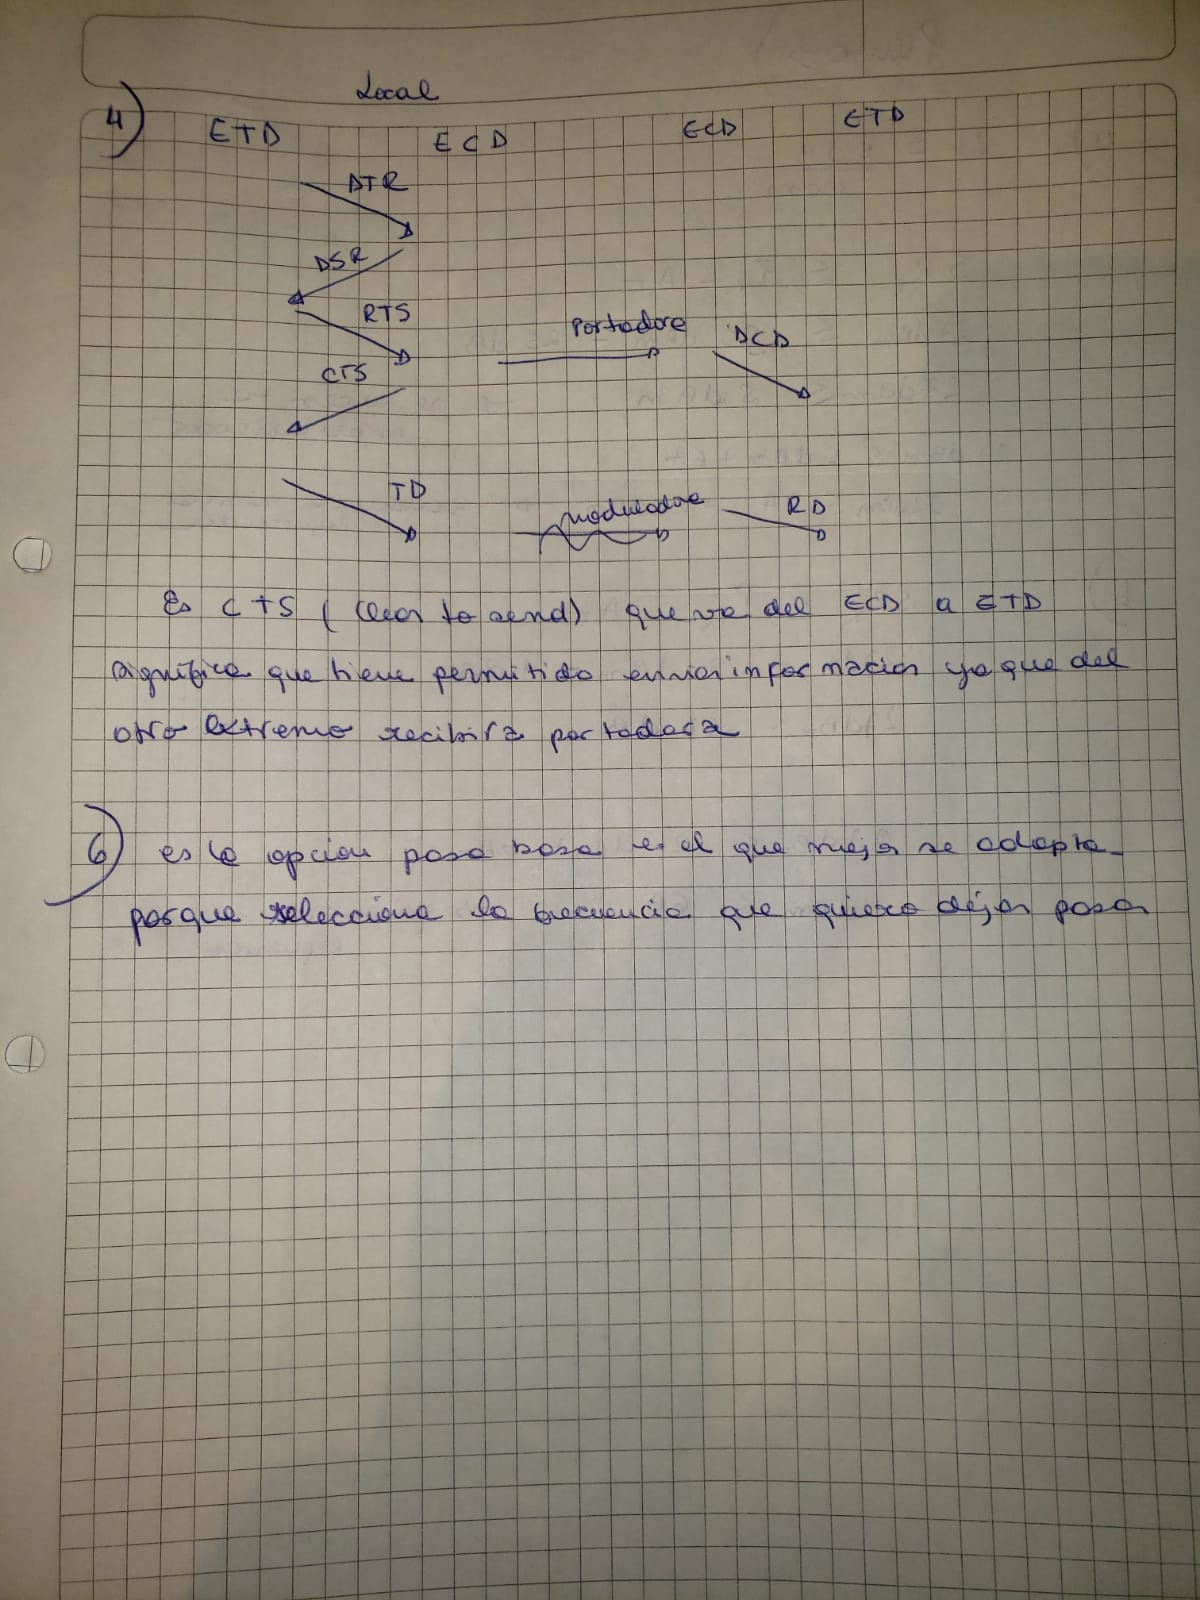 Local
4) ETD ECD ECD ETD
DTR
DSR
RTS Portadora DCD
CTS
TD moduladora RD
Es CTS (Clear to send) que va del ECD a ETD
significa que tiene permitido enviar informacion ya que del
otro extremo recibirá portadora
6) es la opcion pasa banda es el que mejor se adapta
porque selecciona la frecuencia que quiero dejar pasar